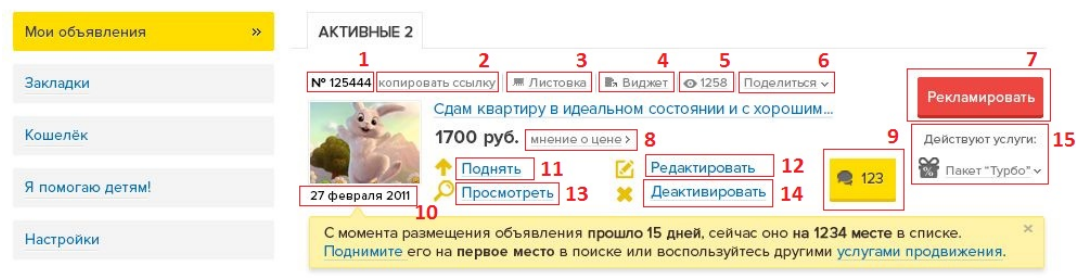 Мои объявления »
Закладки
Кошелёк
Я помогаю детям!
Настройки
АКТИВНЫЕ 2
1 2 3 4 5 6 7
№ 125444 копировать ссылку Листовка Виджет 1258 Поделиться
Рекламировать
Сдам квартиру в идеальном состоянии и с хорошим...
1700 руб. мнение о цене > 8
9
Действуют услуги: 15
Пакет "Турбо"
Поднять 11 Редактировать 12
123
Просмотреть 13 Деактивировать 14
27 февраля 2011 10
С момента размещения объявления прошло 15 дней, сейчас оно на 1234 месте в списке. ×
Поднимите его на первое место в поиске или воспользуйтесь другими услугами продвижения.